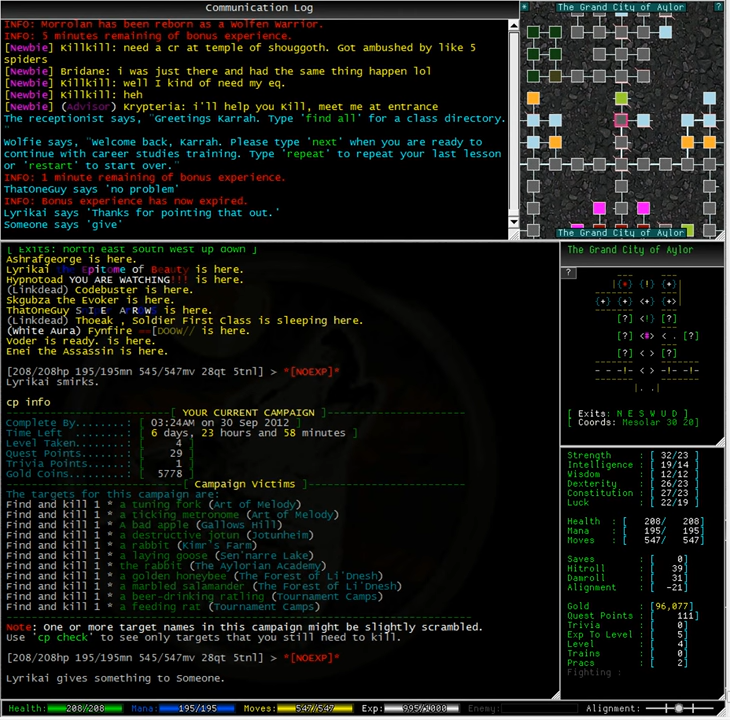 Communication Log
INFO: Morrolan has been reborn as a Wolfen Warrior.
INFO: 5 minutes remaining of bonus experience.
[Newbie] Killkill: need a cr at temple of shouggoth. Got ambushed by like 5
spiders
[Newbie] Bridane: i was just there and had the same thing happen lol
[Newbie] Killkill: well I kind of need my eq.
[Newbie] Killkill: heh
[Newbie] (Advisor) Krypteria: i'll help you Kill, meet me at entrance
The receptionist says, "Greetings Karrah. Type 'find all' for a class directory.
"
Wolfie says, "Welcome back, Karrah. Please type 'next' when you are ready to
continue with career studies training. Type 'repeat' to repeat your last lesson
or 'restart' to start over."
INFO: 1 minute remaining of bonus experience.
ThatOneGuy says 'no problem'
INFO: Bonus experience has now expired.
Lyrikai says 'Thanks for pointing that out.'
Someone says 'give'
* The Grand City of Aylor ?
The Grand City of Aylor
[ Exits: north east south west up down ]
Ashrafgeorge is here.
Lyrikai the Epitome of Beauty is here.
Hypnotoad YOU ARE WATCHING!!! is here.
(Linkdead) Codebuster is here.
Skgubza the Evoker is here.
ThatOneGuy S I E A R W is here.
(Linkdead) Thoeak , Soldier First Class is sleeping here.
(White Aura) Fynfire ==[DOOW// is here.
Voder is ready. is here.
Enei the Assassin is here.
[208/208hp 195/195mn 545/547mv 28qt 5tnl] > *[NOEXP]*
Lyrikai smirks.
cp info
[ YOUR CURRENT CAMPAIGN ]
Complete By........: [ 03:24AM on 30 Sep 2012 ]
Time Left ........: [ 6 days, 23 hours and 58 minutes ]
Level Taken........: [ 4 ]
Quest Points.......: [ 29 ]
Trivia Points......: [ 1 ]
Gold Coins.........: [ 5778 ]
[ Campaign Victims ]
The targets for this campaign are:
Find and kill 1 * a tuning fork (Art of Melody)
Find and kill 1 * a ticking metronome (Art of Melody)
Find and kill 1 * A bad apple (Gallows Hill)
Find and kill 1 * a destructive jotun (Jotunheim)
Find and kill 1 * a rabbit (Kimr's Farm)
Find and kill 1 * a laying goose (Sen'narre Lake)
Find and kill 1 * the rabbit (The Aylorian Academy)
Find and kill 1 * a golden honeybee (The Forest of Li'Dnesh)
Find and kill 1 * a marbled salamander (The Forest of Li'Dnesh)
Find and kill 1 * a beer-drinking ratling (Tournament Camps)
Find and kill 1 * a feeding rat (Tournament Camps)
Note: One or more target names in this campaign might be slightly scrambled.
Use 'cp check' to see only targets that you still need to kill.
[208/208hp 195/195mn 547/547mv 28qt 5tnl] > *[NOEXP]*
Lyrikai gives something to Someone.
The Grand City of Aylor
?
[ Exits: N E S W U D ]
[ Coords: Mesolar 30 20]
Strength : [ 32/23 ]
Intelligence : [ 19/14 ]
Wisdom : [ 12/12 ]
Dexterity : [ 26/23 ]
Constitution : [ 27/23 ]
Luck : [ 22/19 ]
Health : [ 208/ 208]
Mana : [ 195/ 195]
Moves : [ 547/ 547]
Saves : [ 0]
Hitroll : [ 39]
Damroll : [ 31]
Alignment : [ -21]
Gold :[96,077]
Quest Points : [ 111]
Trivia : [ 0]
Exp To Level : [ 5]
Level : [ 4]
Trains : [ 0]
Pracs : [ 2]
Fighting :
Health: 208/208 Mana: 195/195 Moves: 547/547 Exp: 995/1000 Enemy: Alignment: